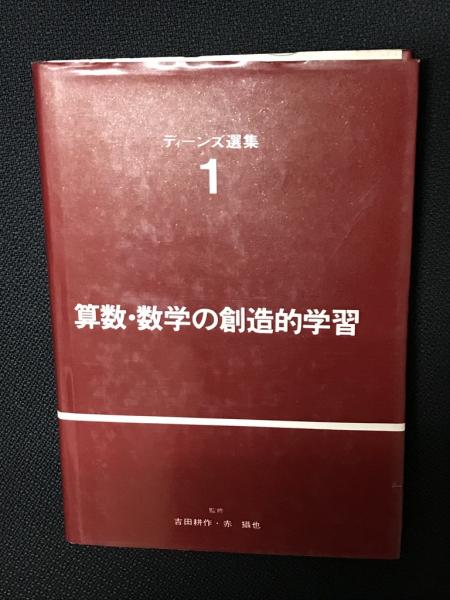 ディーンズ選集
1
算数・数学の創造的学習
監修
吉田耕作・赤 攝也